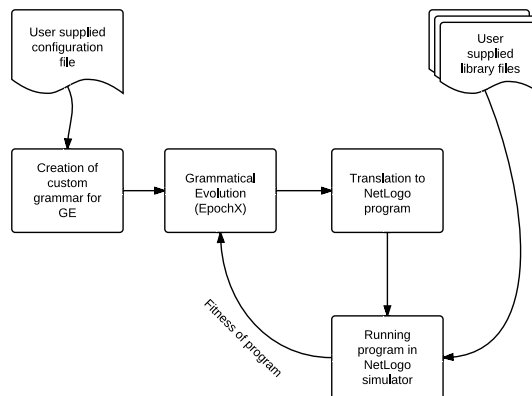 User supplied
configuration
file
User
supplied
library files
Creation of
custom
grammar for
GE
Grammatical
Evolution
(EpochX)
Translation to
NetLogo
program
Fitness of program
Running
program in
NetLogo
simulator